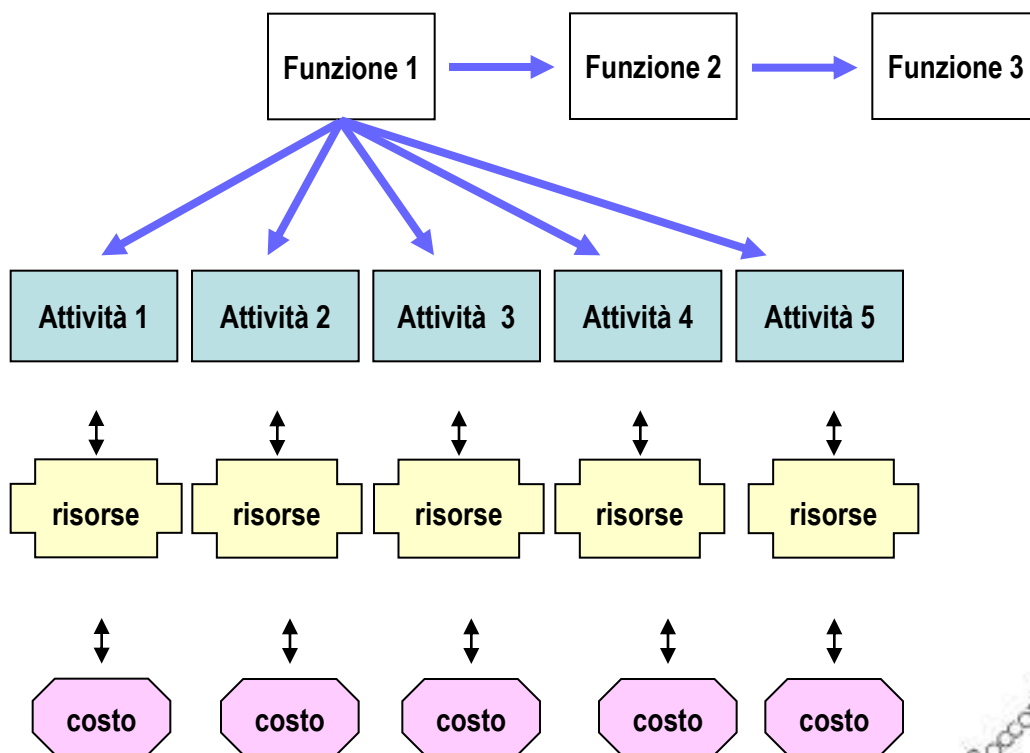 Funzione 1
Funzione 2
Funzione 3
Attività 1
Attività 2
Attività  3
Attività 4
Attività 5
risorse
risorse
risorse
risorse
risorse
costo
costo
costo
costo
costo